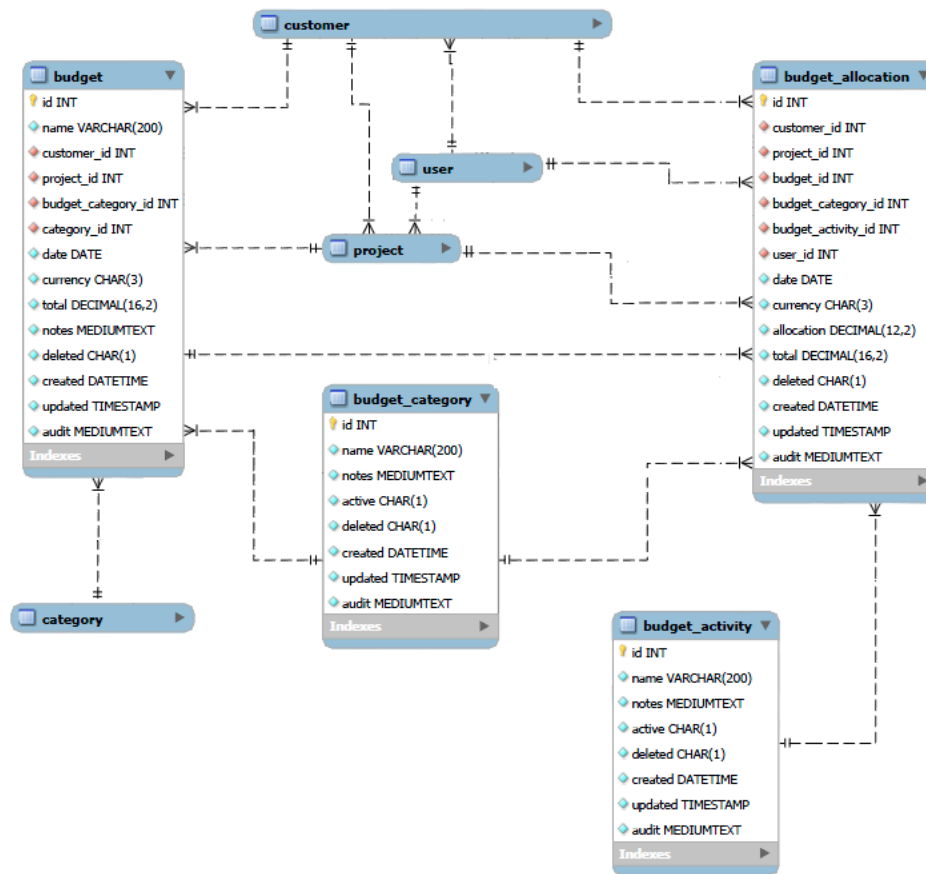 customer
budget
id INT
name VARCHAR(200)
customer_id INT
project_id INT
budget_category_id INT
category_id INT
date DATE
currency CHAR(3)
total DECIMAL(16,2)
notes MEDIUMTEXT
deleted CHAR(1)
created DATETIME
updated TIMESTAMP
audit MEDIUMTEXT
Indexes
user
project
budget_allocation
id INT
customer_id INT
project_id INT
budget_id INT
budget_category_id INT
budget_activity_id INT
user_id INT
date DATE
currency CHAR(3)
allocation DECIMAL(12,2)
total DECIMAL(16,2)
deleted CHAR(1)
created DATETIME
updated TIMESTAMP
audit MEDIUMTEXT
Indexes
budget_category
id INT
name VARCHAR(200)
notes MEDIUMTEXT
active CHAR(1)
deleted CHAR(1)
created DATETIME
updated TIMESTAMP
audit MEDIUMTEXT
Indexes
category
budget_activity
id INT
name VARCHAR(200)
notes MEDIUMTEXT
active CHAR(1)
deleted CHAR(1)
created DATETIME
updated TIMESTAMP
audit MEDIUMTEXT
Indexes